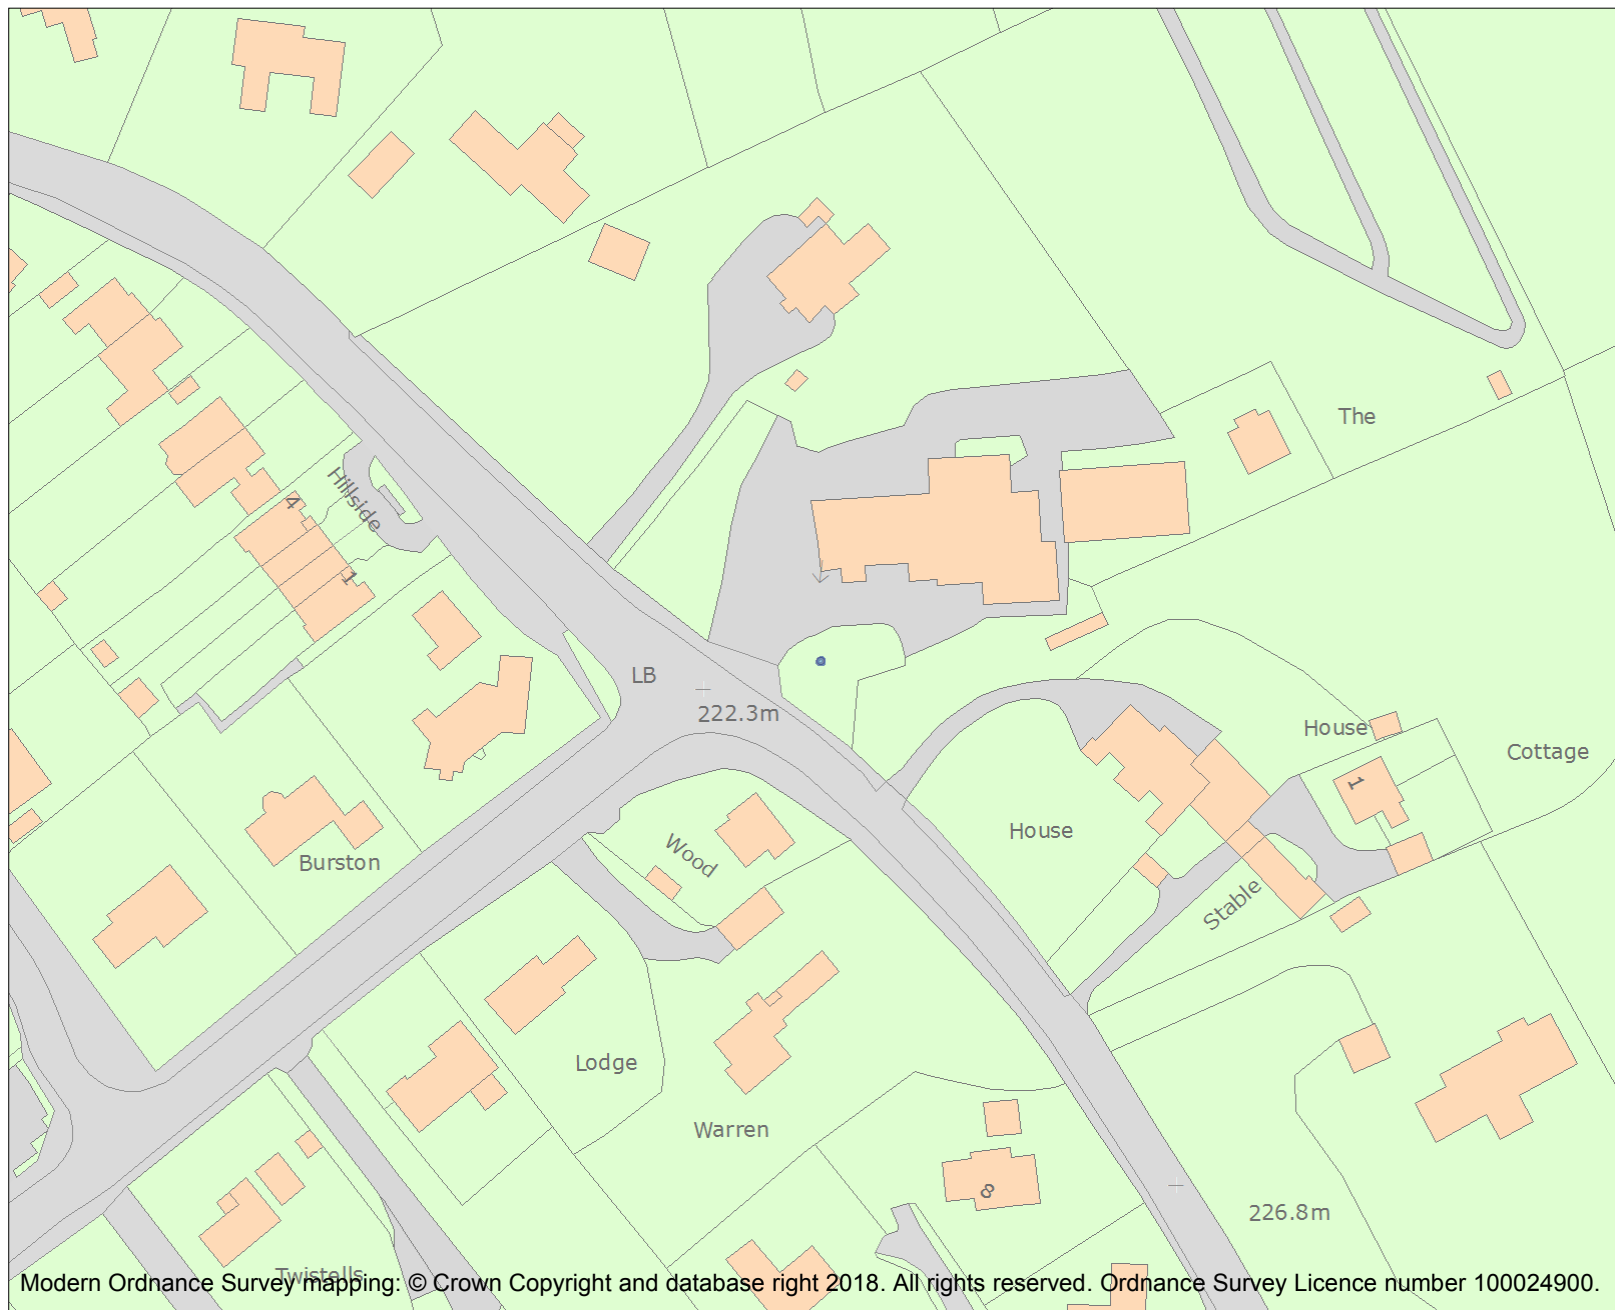 The
Hillside
4
1
LB
222.3m
House
Cottage
1
House
Wood
Burston
Stable
Lodge
Warren
8
226.8m
Twistells
Modern Ordnance Survey mapping: © Crown Copyright and database right 2018. All rights reserved. Ordnance Survey Licence number 100024900.